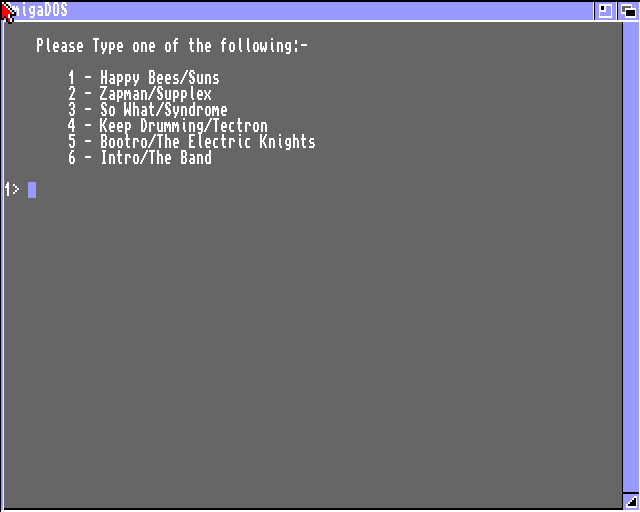 migaDOS
Please Type one of the following:-
1 - Happy Bees/Suns
2 - Zapman/Supplex
3 - So What/Syndrome
4 - Keep Drumming/Tectron
5 - Bootro/The Electric Knights
6 - Intro/The Band
1>